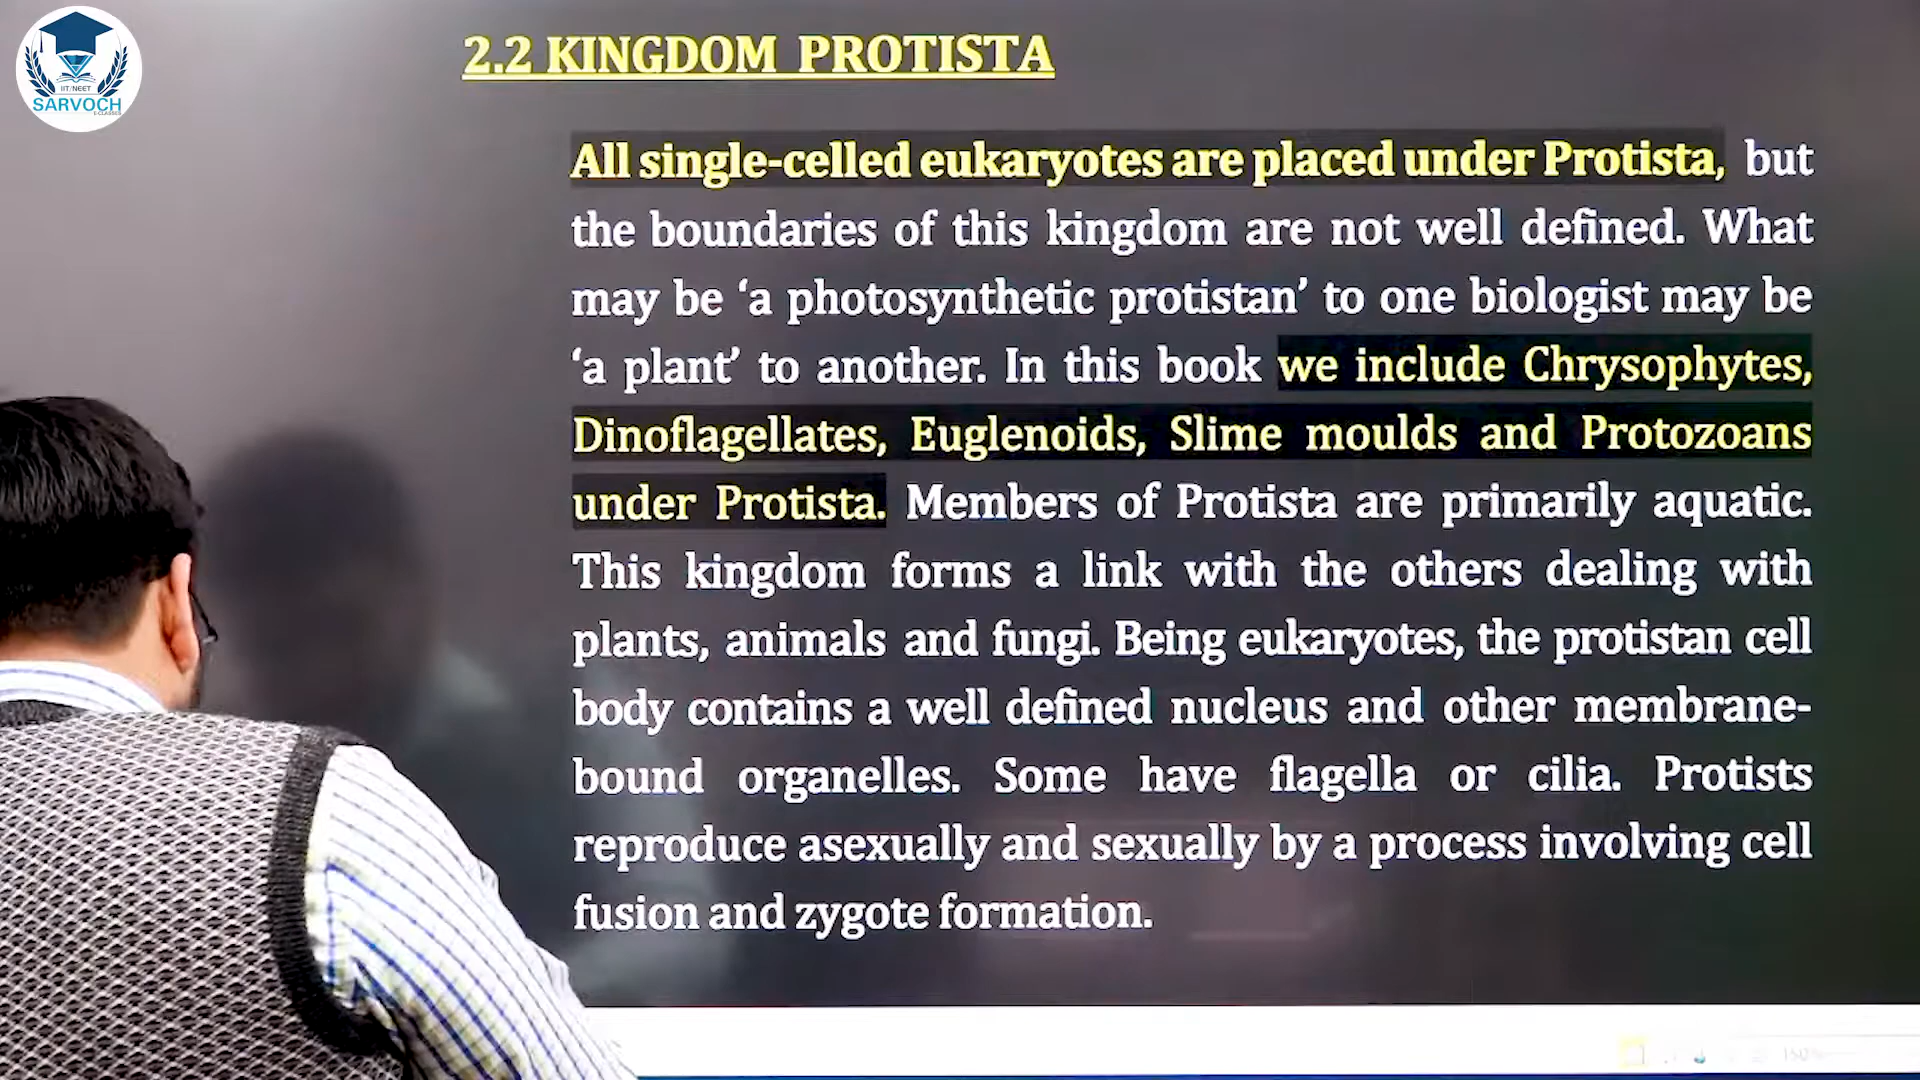 IIT/NEET
SARVOCH
E-CLASSES
2.2 KINGDOM PROTISTA
All single-celled eukaryotes are placed under Protista, but
the boundaries of this kingdom are not well defined. What
may be ‘a photosynthetic protistan’ to one biologist may be
‘a plant’ to another. In this book we include Chrysophytes,
Dinoflagellates, Euglenoids, Slime moulds and Protozoans
under Protista. Members of Protista are primarily aquatic.
This kingdom forms a link with the others dealing with
plants, animals and fungi. Being eukaryotes, the protistan cell
body contains a well defined nucleus and other membrane-
bound organelles. Some have flagella or cilia. Protists
reproduce asexually and sexually by a process involving cell
fusion and zygote formation.
150%